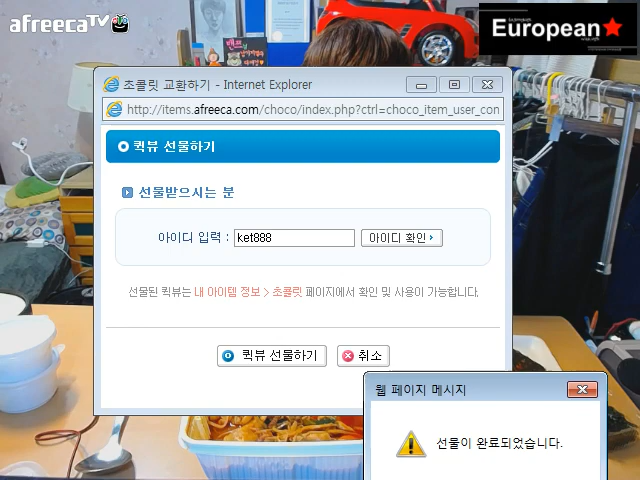 afreecaTV
European★
초콜릿 교환하기 - Internet Explorer
http://items.afreeca.com/choco/index.php?ctrl=choco_item_user_con
퀵뷰 선물하기
선물받으시는 분
아이디 입력 : ket888 아이디 확인
선물된 퀵뷰는 내 아이템 정보 > 초콜릿 페이지에서 확인 및 사용이 가능합니다.
퀵뷰 선물하기 취소
웹 페이지 메시지
선물이 완료되었습니다.